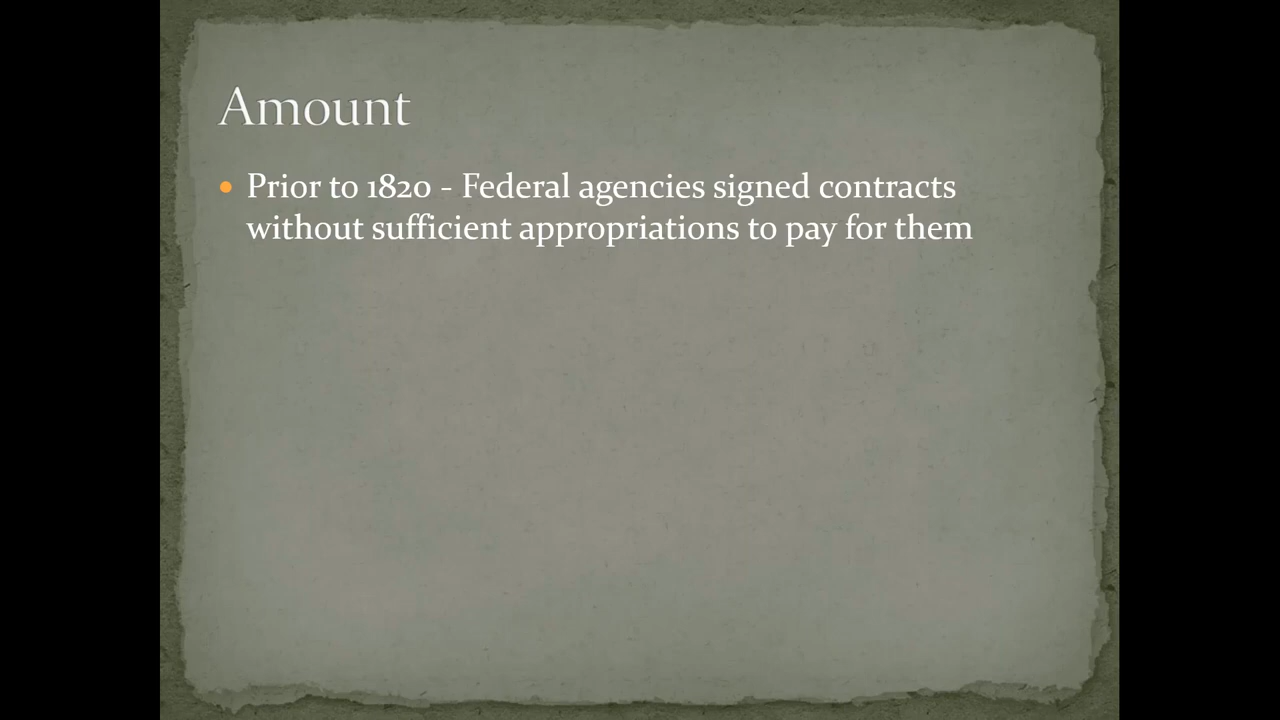 Amount
Prior to 1820 - Federal agencies signed contracts
without sufficient appropriations to pay for them